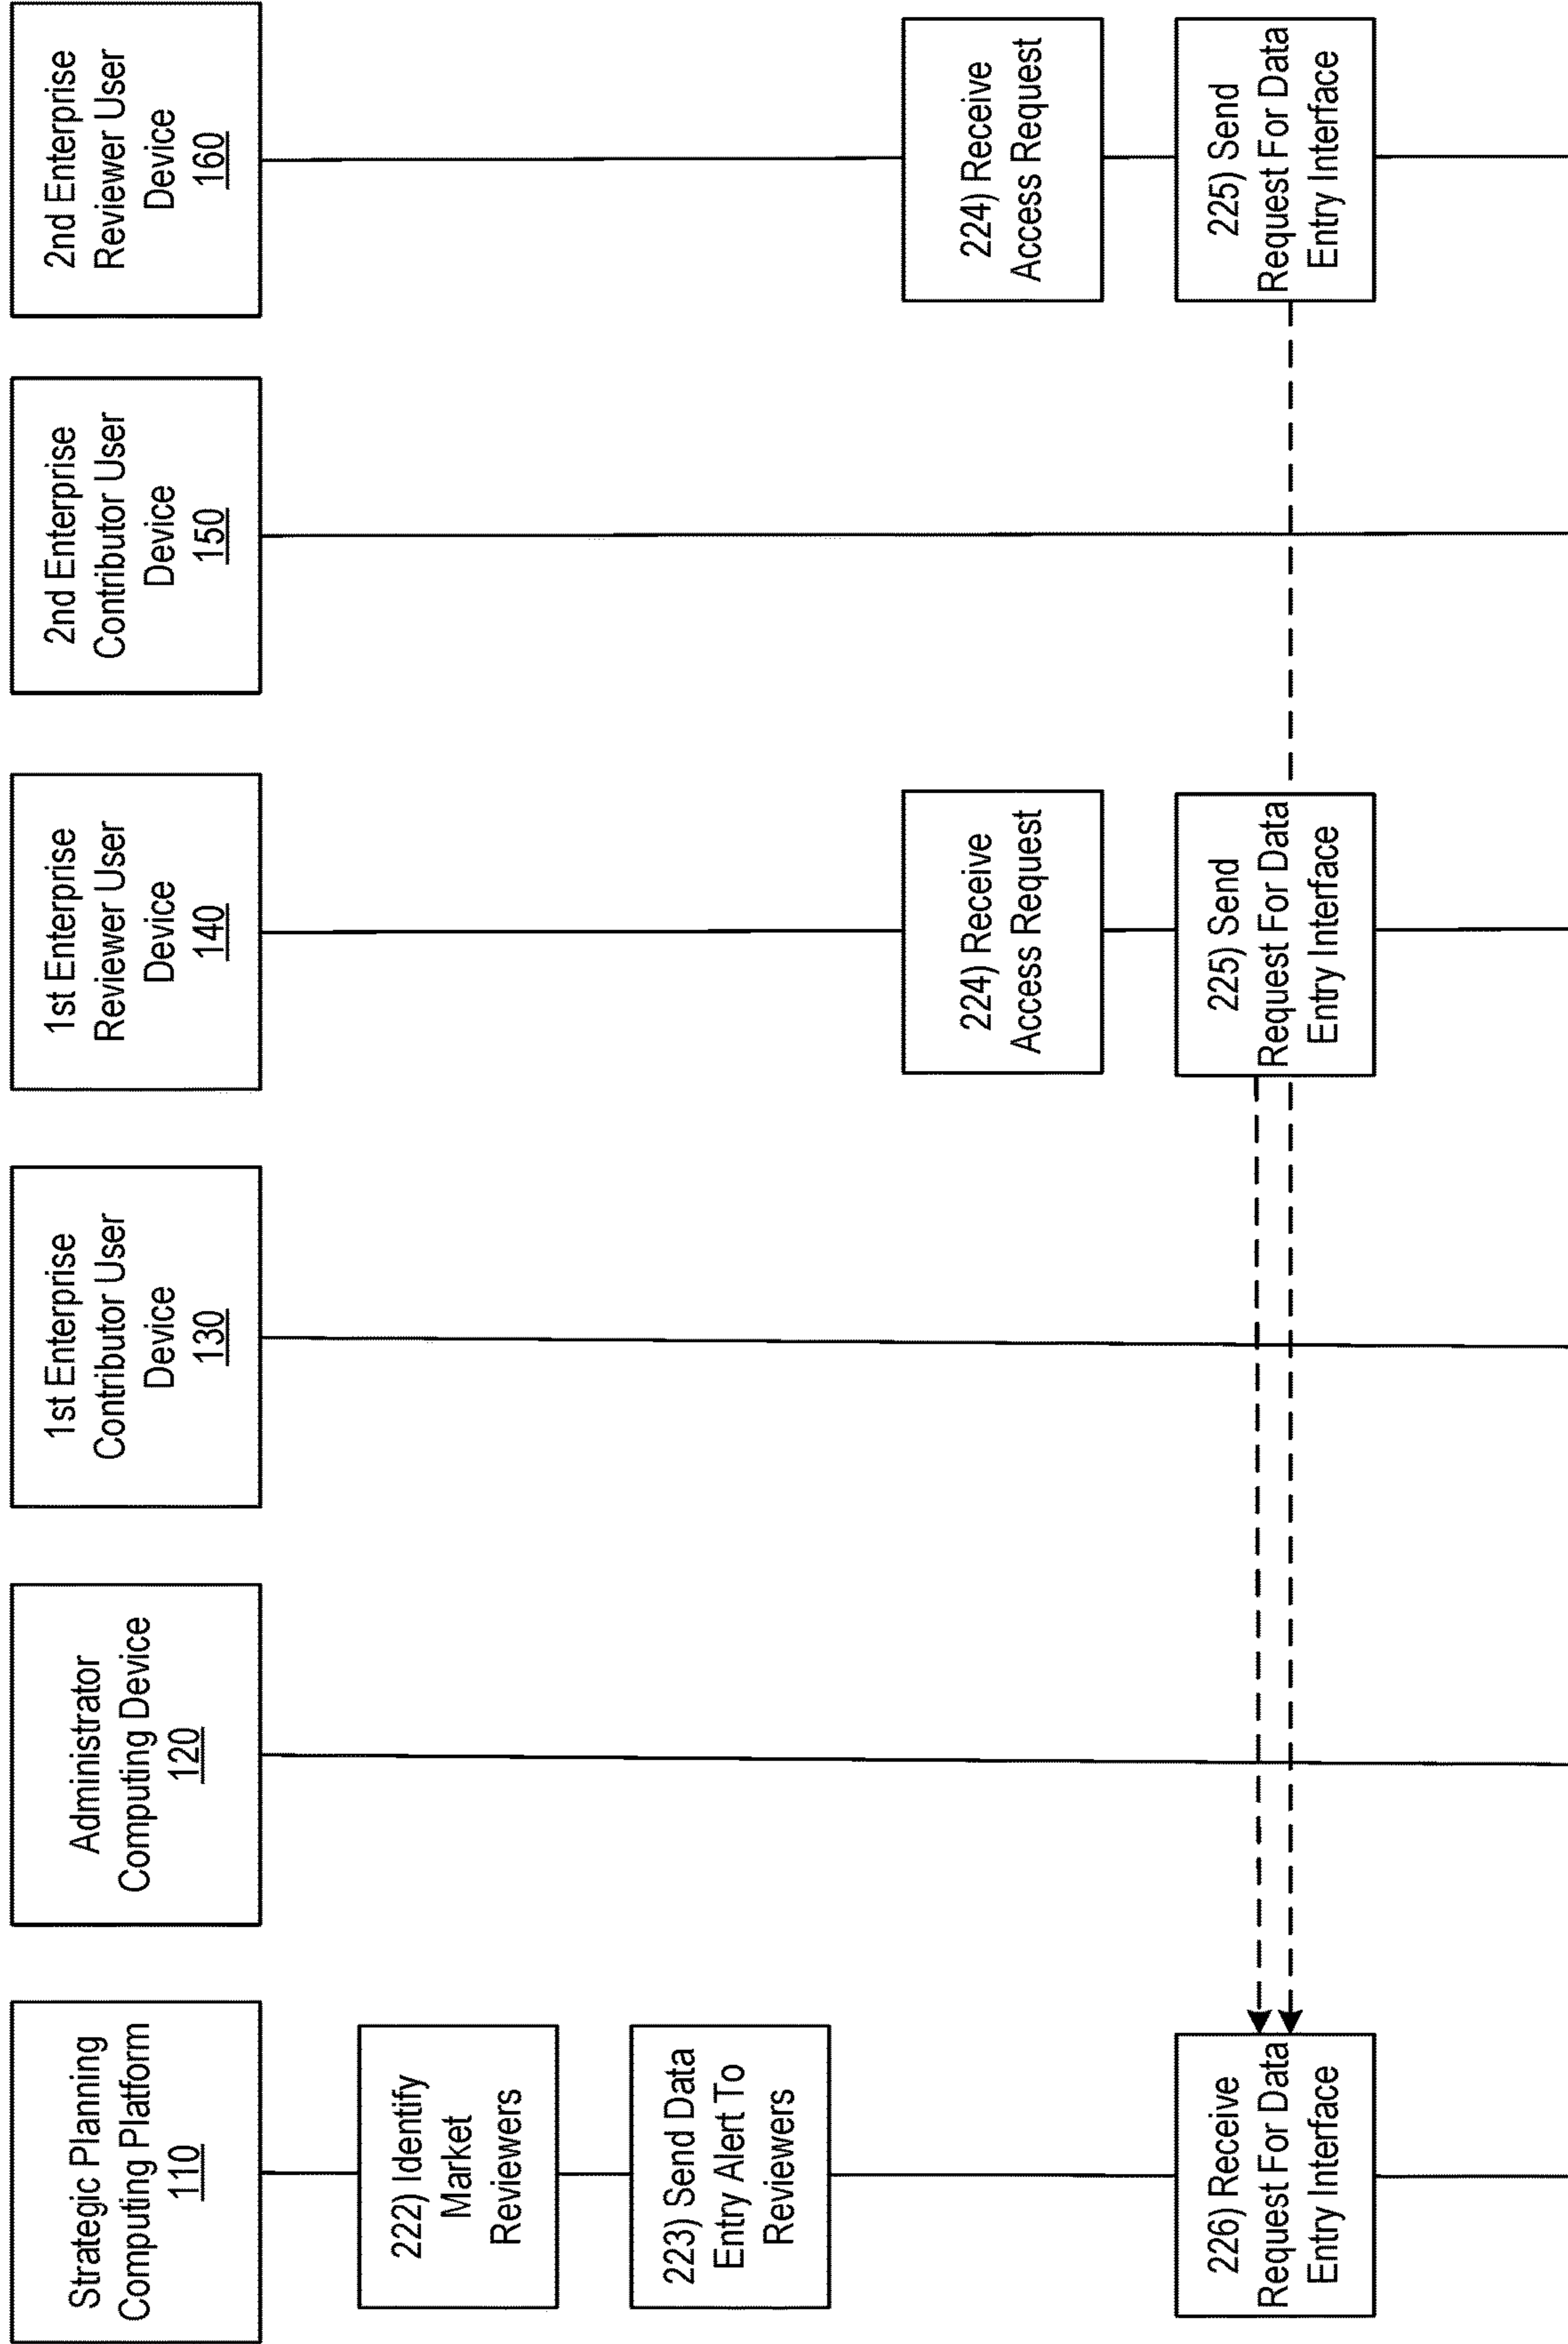 Strategic Planning
Computing Platform
110
Administrator
Computing Device
120
1st Enterprise
Contributor User
Device
130
1st Enterprise
Reviewer User
Device
140
2nd Enterprise
Contributor User
Device
150
2nd Enterprise
Reviewer User
Device
160
222) Identify
Market
Reviewers
223) Send Data
Entry Alert To
Reviewers
224) Receive
Access Request
224) Receive
Access Request
226) Receive
Request For Data
Entry Interface
225) Send
Request For Data
Entry Interface
225) Send
Request For Data
Entry Interface